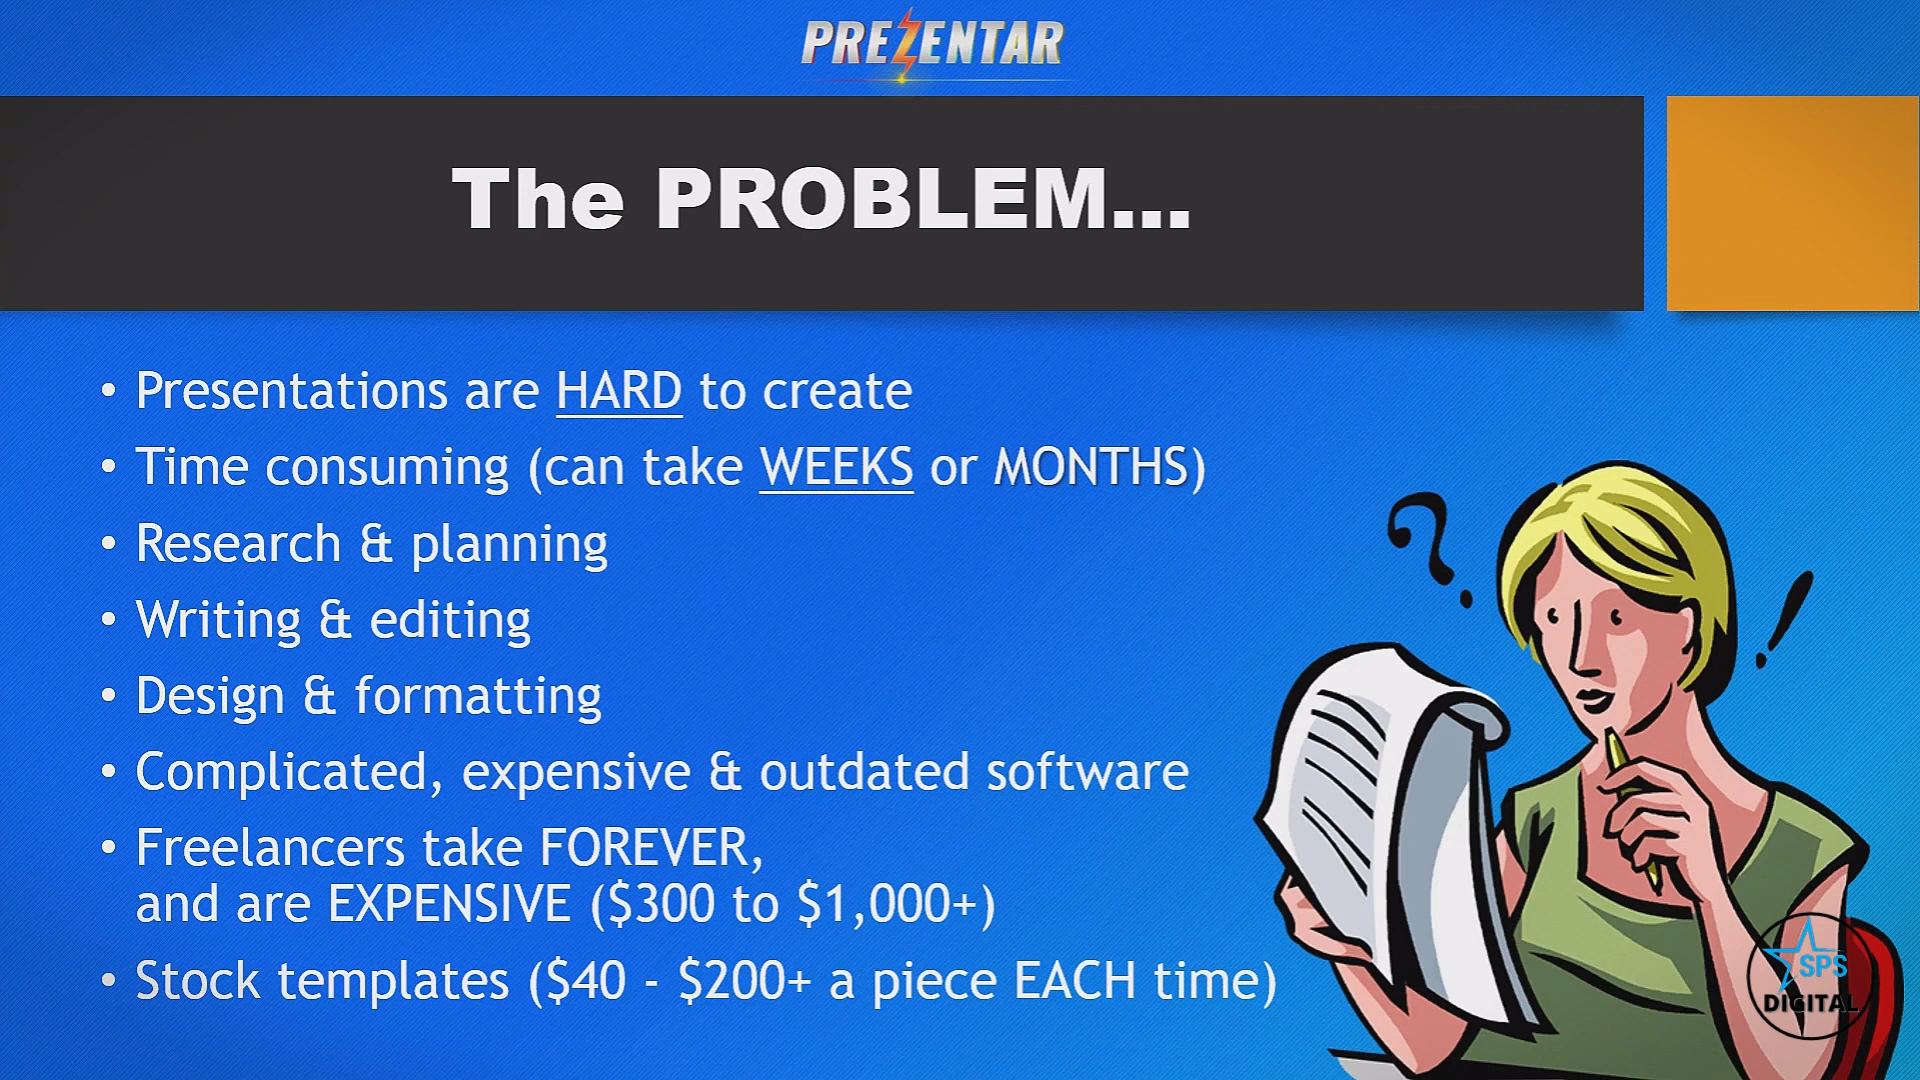 PREZENTAR
The PROBLEM...
• Presentations are HARD to create
• Time consuming (can take WEEKS or MONTHS)
• Research & planning
• Writing & editing
• Design & formatting
• Complicated, expensive & outdated software
• Freelancers take FOREVER,
and are EXPENSIVE ($300 to $1,000+)
• Stock templates ($40 - $200+ a piece EACH time)
?
!
SPS
DIGITAL